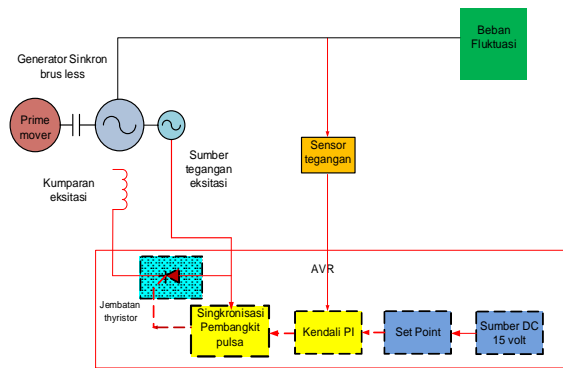 Beban
Fluktuasi
Generator Sinkron
brus less
Prime
mover
Sumber
tegangan
eksitasi
Sensor
tegangan
Kumparan
eksitasi
AVR
Jembatan
thyristor
Singkronisasi
Pembangkit
pulsa
Kendali PI
Set Point
Sumber DC
15 volt